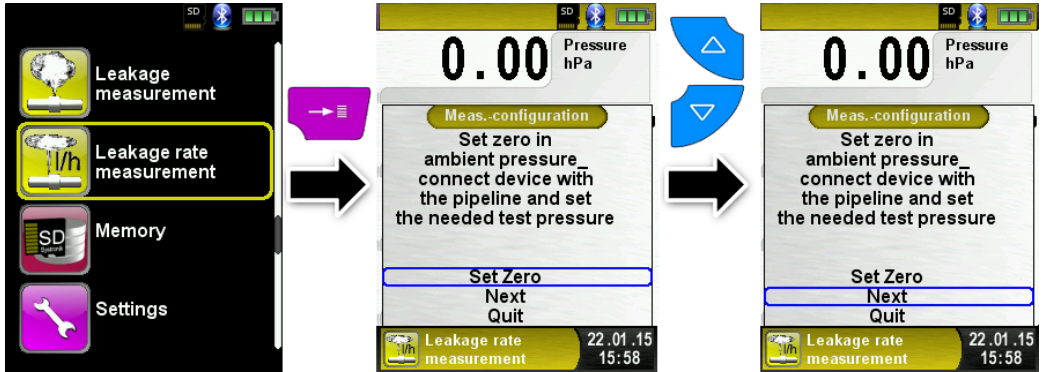 SD
Leakage
measurement
l/h
Leakage rate
measurement
SD
Memory
Settings
SD
0.00
Pressure
hPa
Meas.-configuration
Set zero in
ambient pressure_
connect device with
the pipeline and set
the needed test pressure
Set Zero
Next
Quit
l/h
Leakage rate
measurement
22.01.15
15:58
SD
0.00
Pressure
hPa
Meas.-configuration
Set zero in
ambient pressure_
connect device with
the pipeline and set
the needed test pressure
Set Zero
Next
Quit
l/h
Leakage rate
measurement
22.01.15
15:58